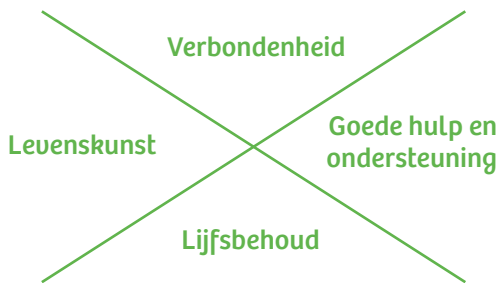 Verbondenheid
Levenskunst
Goede hulp en
ondersteuning
Lijfsbehoud